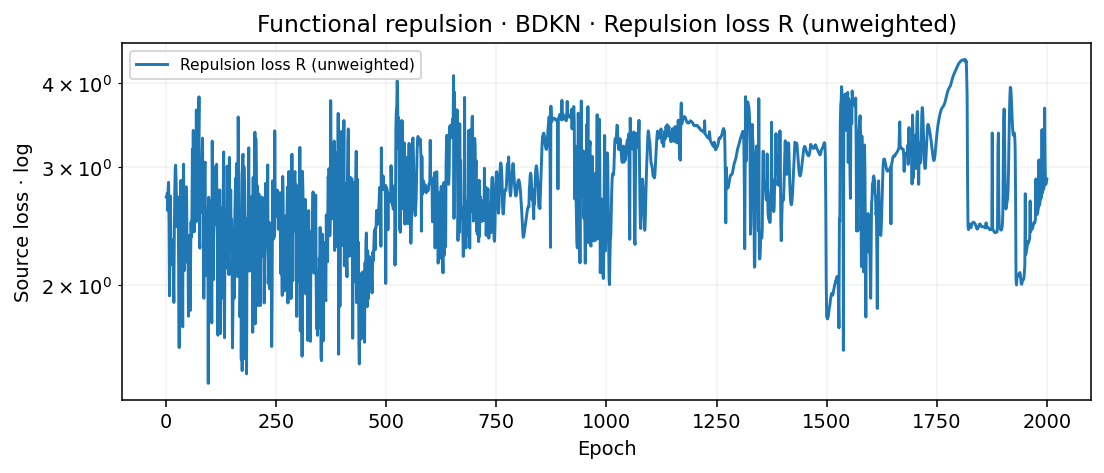 Functional repulsion · BDKN · Repulsion loss R (unweighted)
Repulsion loss R (unweighted)
Source loss · log
4 × 10⁰
3 × 10⁰
2 × 10⁰
0 250 500 750 1000 1250 1500 1750 2000
Epoch